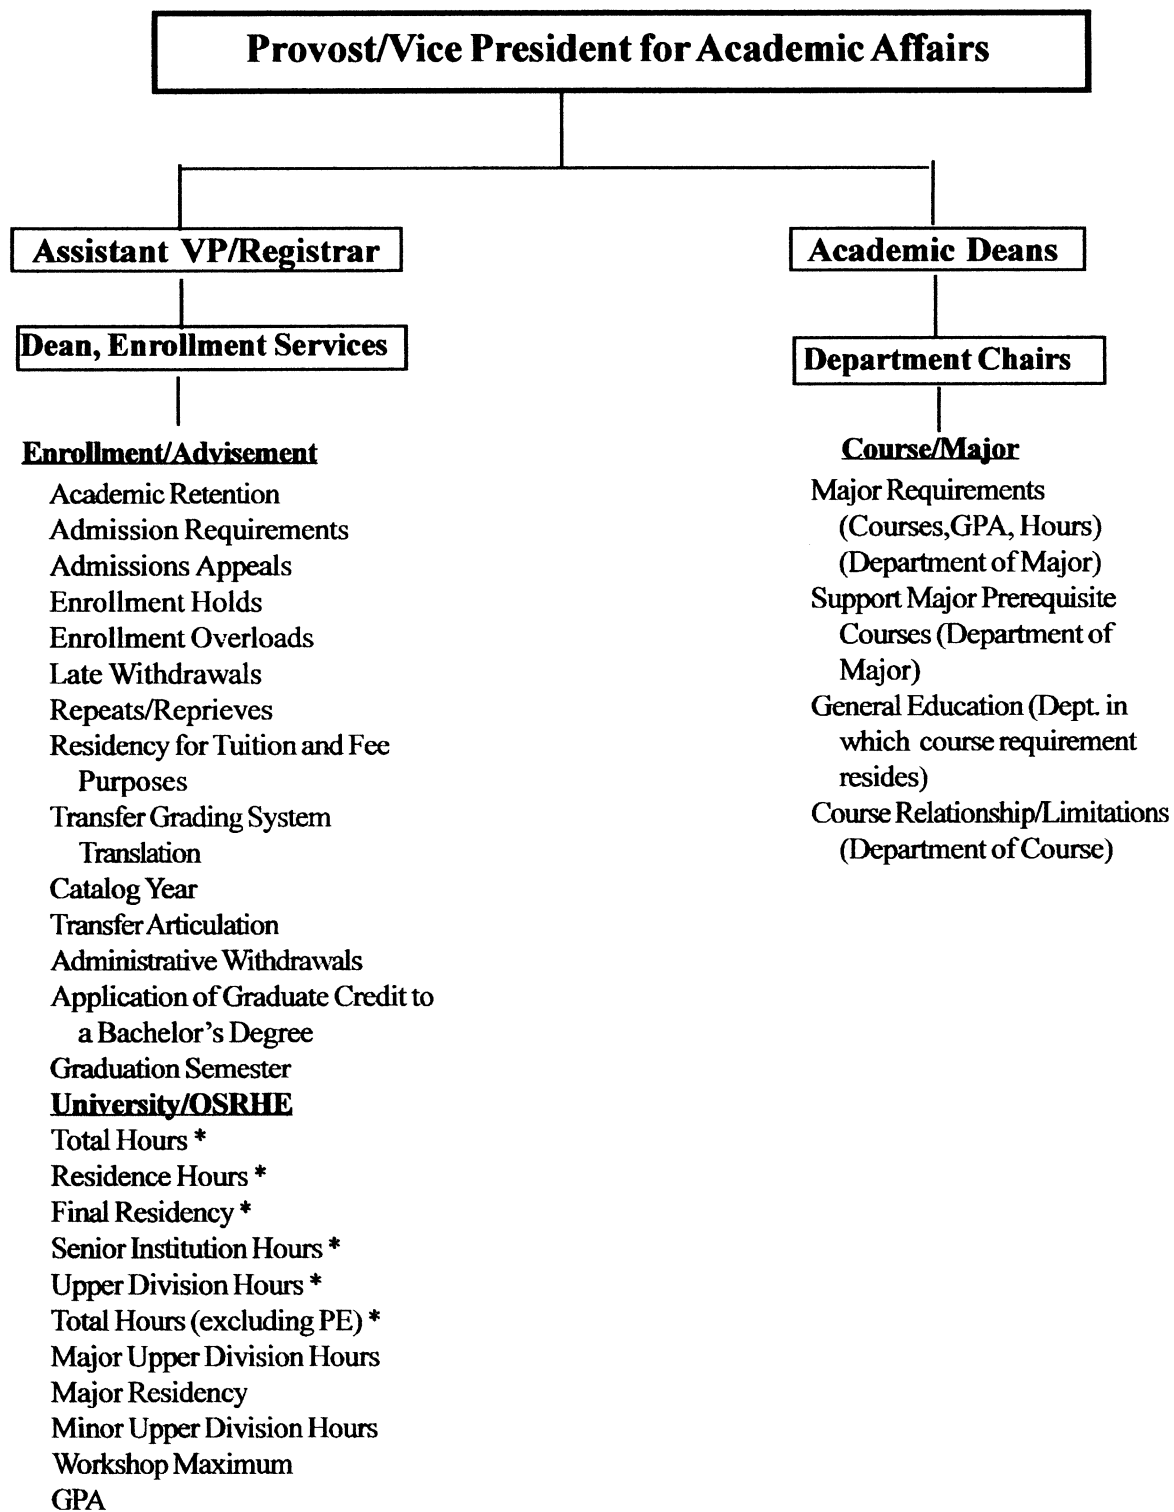 Provost/Vice President for Academic Affairs
Assistant VP/Registrar
Dean, Enrollment Services
Enrollment/Advisement
Academic Retention
Admission Requirements
Admissions Appeals
Enrollment Holds
Enrollment Overloads
Late Withdrawals
Repeats/Reprieves
Residency for Tuition and Fee
Purposes
Transfer Grading System
Translation
Catalog Year
Transfer Articulation
Administrative Withdrawals
Application of Graduate Credit to
a Bachelor's Degree
Graduation Semester
University/OSRHE
Total Hours *
Residence Hours *
Final Residency *
Senior Institution Hours *
Upper Division Hours *
Total Hours (excluding PE) *
Major Upper Division Hours
Major Residency
Minor Upper Division Hours
Workshop Maximum
GPA
Academic Deans
Department Chairs
Course/Major
Major Requirements
(Courses,GPA, Hours)
(Department of Major)
Support Major Prerequisite
Courses (Department of
Major)
General Education (Dept. in
which course requirement
resides)
Course Relationship/Limitations
(Department of Course)